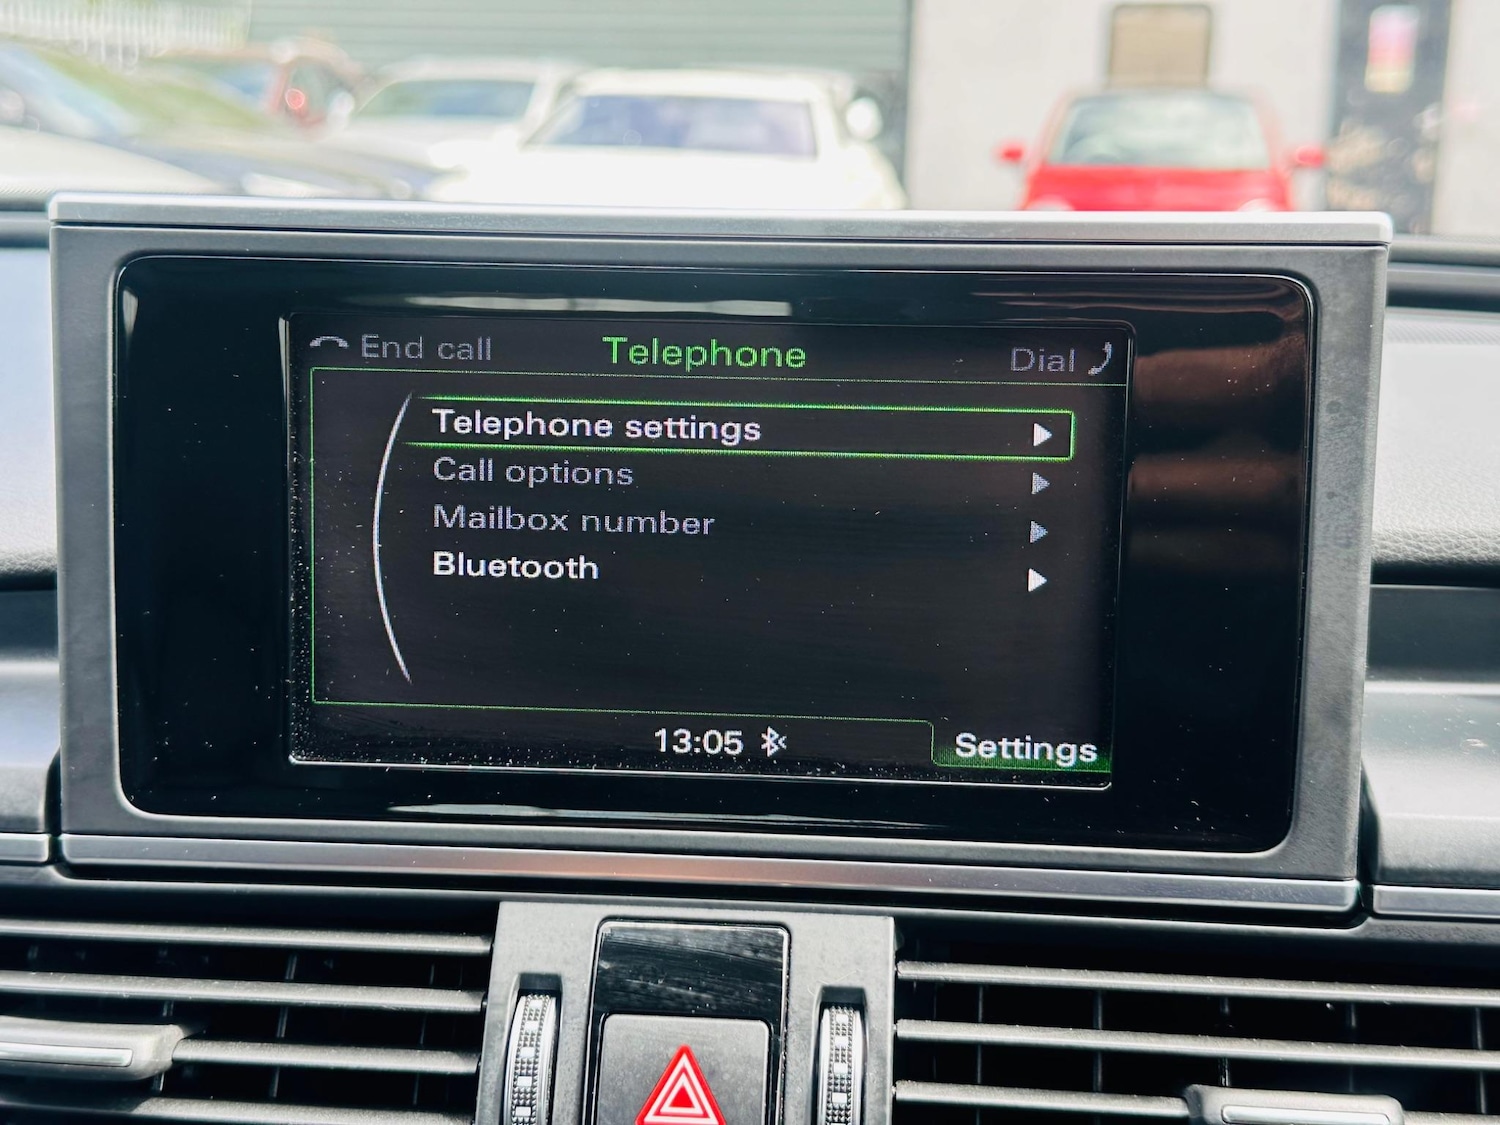 End call Telephone Dial
Telephone settings
Call options
Mailbox number
Bluetooth
13:05 Settings